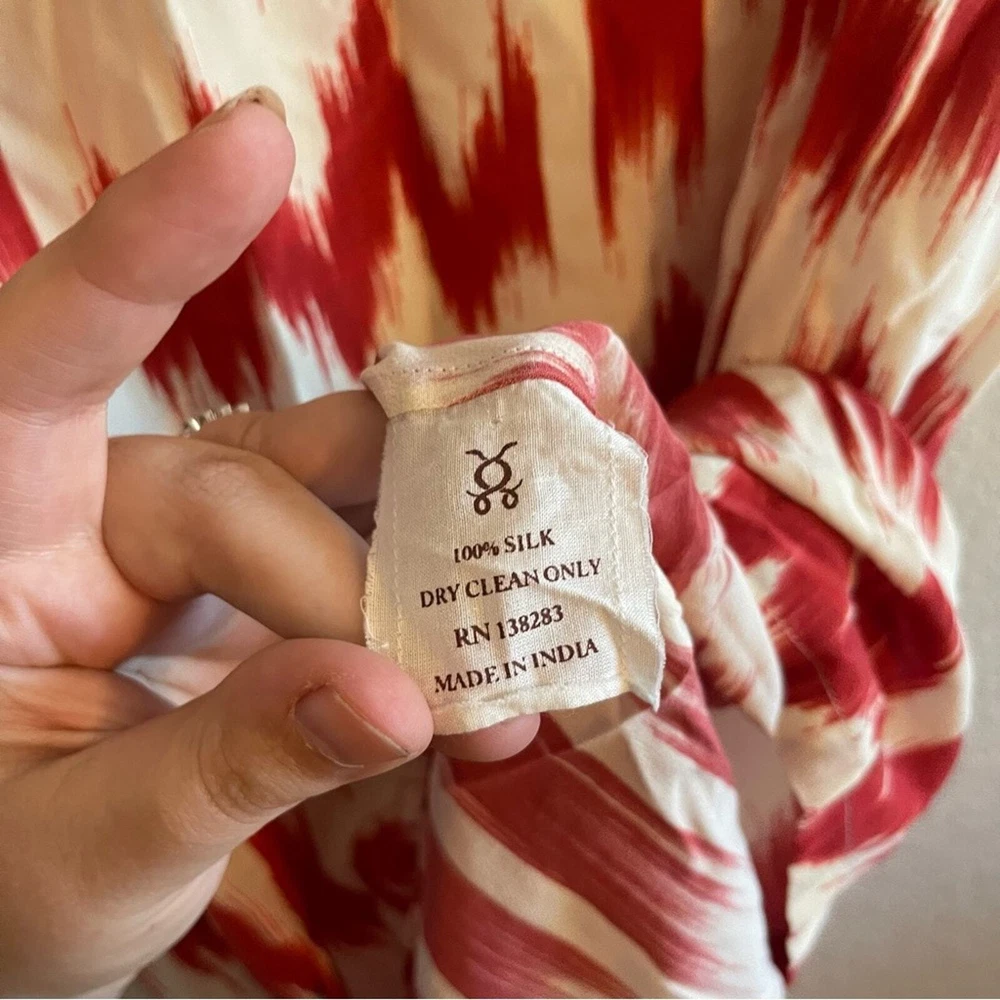 100% SILK
DRY CLEAN ONLY
RN 138283
MADE IN INDIA